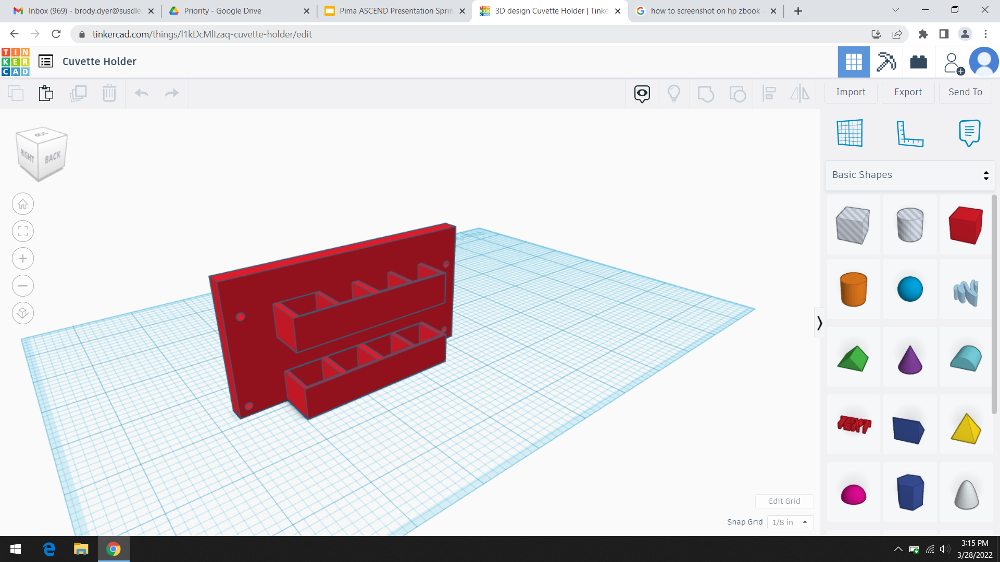 Inbox (969) - brody.dyer@susdle
Priority - Google Drive
Pima ASCEND Presentation Sprin
3D design Cuvette Holder | Tinke
how to screenshot on hp zbook -
tinkercad.com/things/l1kDcMlIzaq-cuvette-holder/edit
TIN
KER
CAD
Cuvette Holder
Import
Export
Send To
TOP
RIGHT
BACK
Basic Shapes
TEXT
Edit Grid
Snap Grid
1/8 in
3:15 PM
3/28/2022